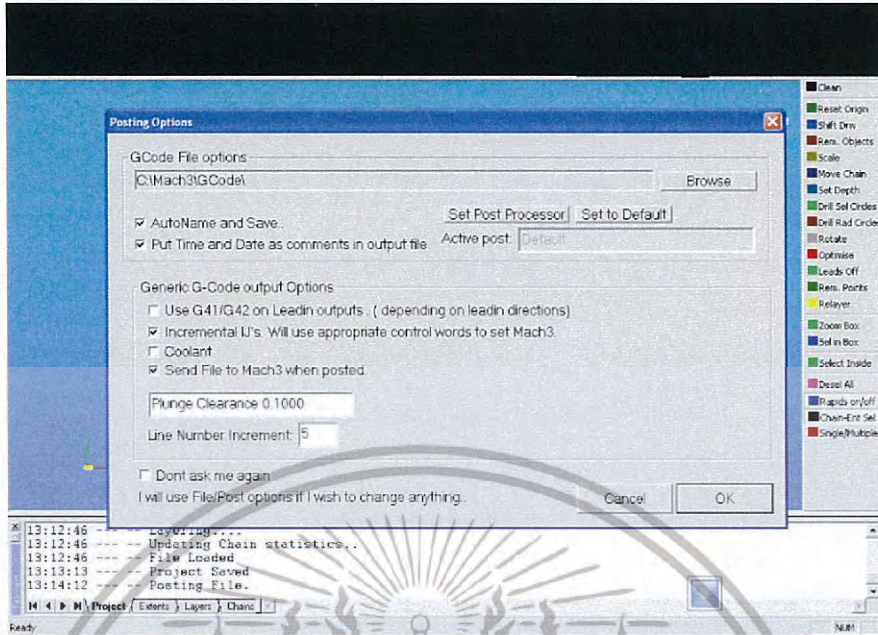 Clean
Posting Options
Reset Origin
Shift Drw
Rem. Objects
Scale
Move Chain
Set Depth
Drill Sel Circles
Drill Rad Circles
Rotate
Optimise
Leads Off
Rem. Points
Relayer
Zoom Box
Sel in Box
Select Inside
Desel All
Rapids on/off
Chain-Ent Sel
Single/Multiple
GCode File options
C:\Mach3\GCode\ Browse
AutoName and Save..
Set Post Processor Set to Default
Put Time and Date as comments in output file
Active post: Default
Generic G-Code output Options
Use G41/G42 on Leadin outputs . ( depending on leadin directions)
Incremental IJ's. Will use appropriate control words to set Mach3.
Coolant
Send File to Mach3 when posted.
Plunge Clearance 0.1000
Line Number Increment: 5
Dont ask me again
I will use File/Post options if I wish to change anything..
Cancel OK
13:12:46 --- -- Layering....
13:12:46 --- -- Updating Chain statistics..
13:12:46 --- -- File Loaded
13:13:13 --- -- Project Saved
13:14:12 --- -- Posting File.
Project Extents Layers Chains
Ready NUM